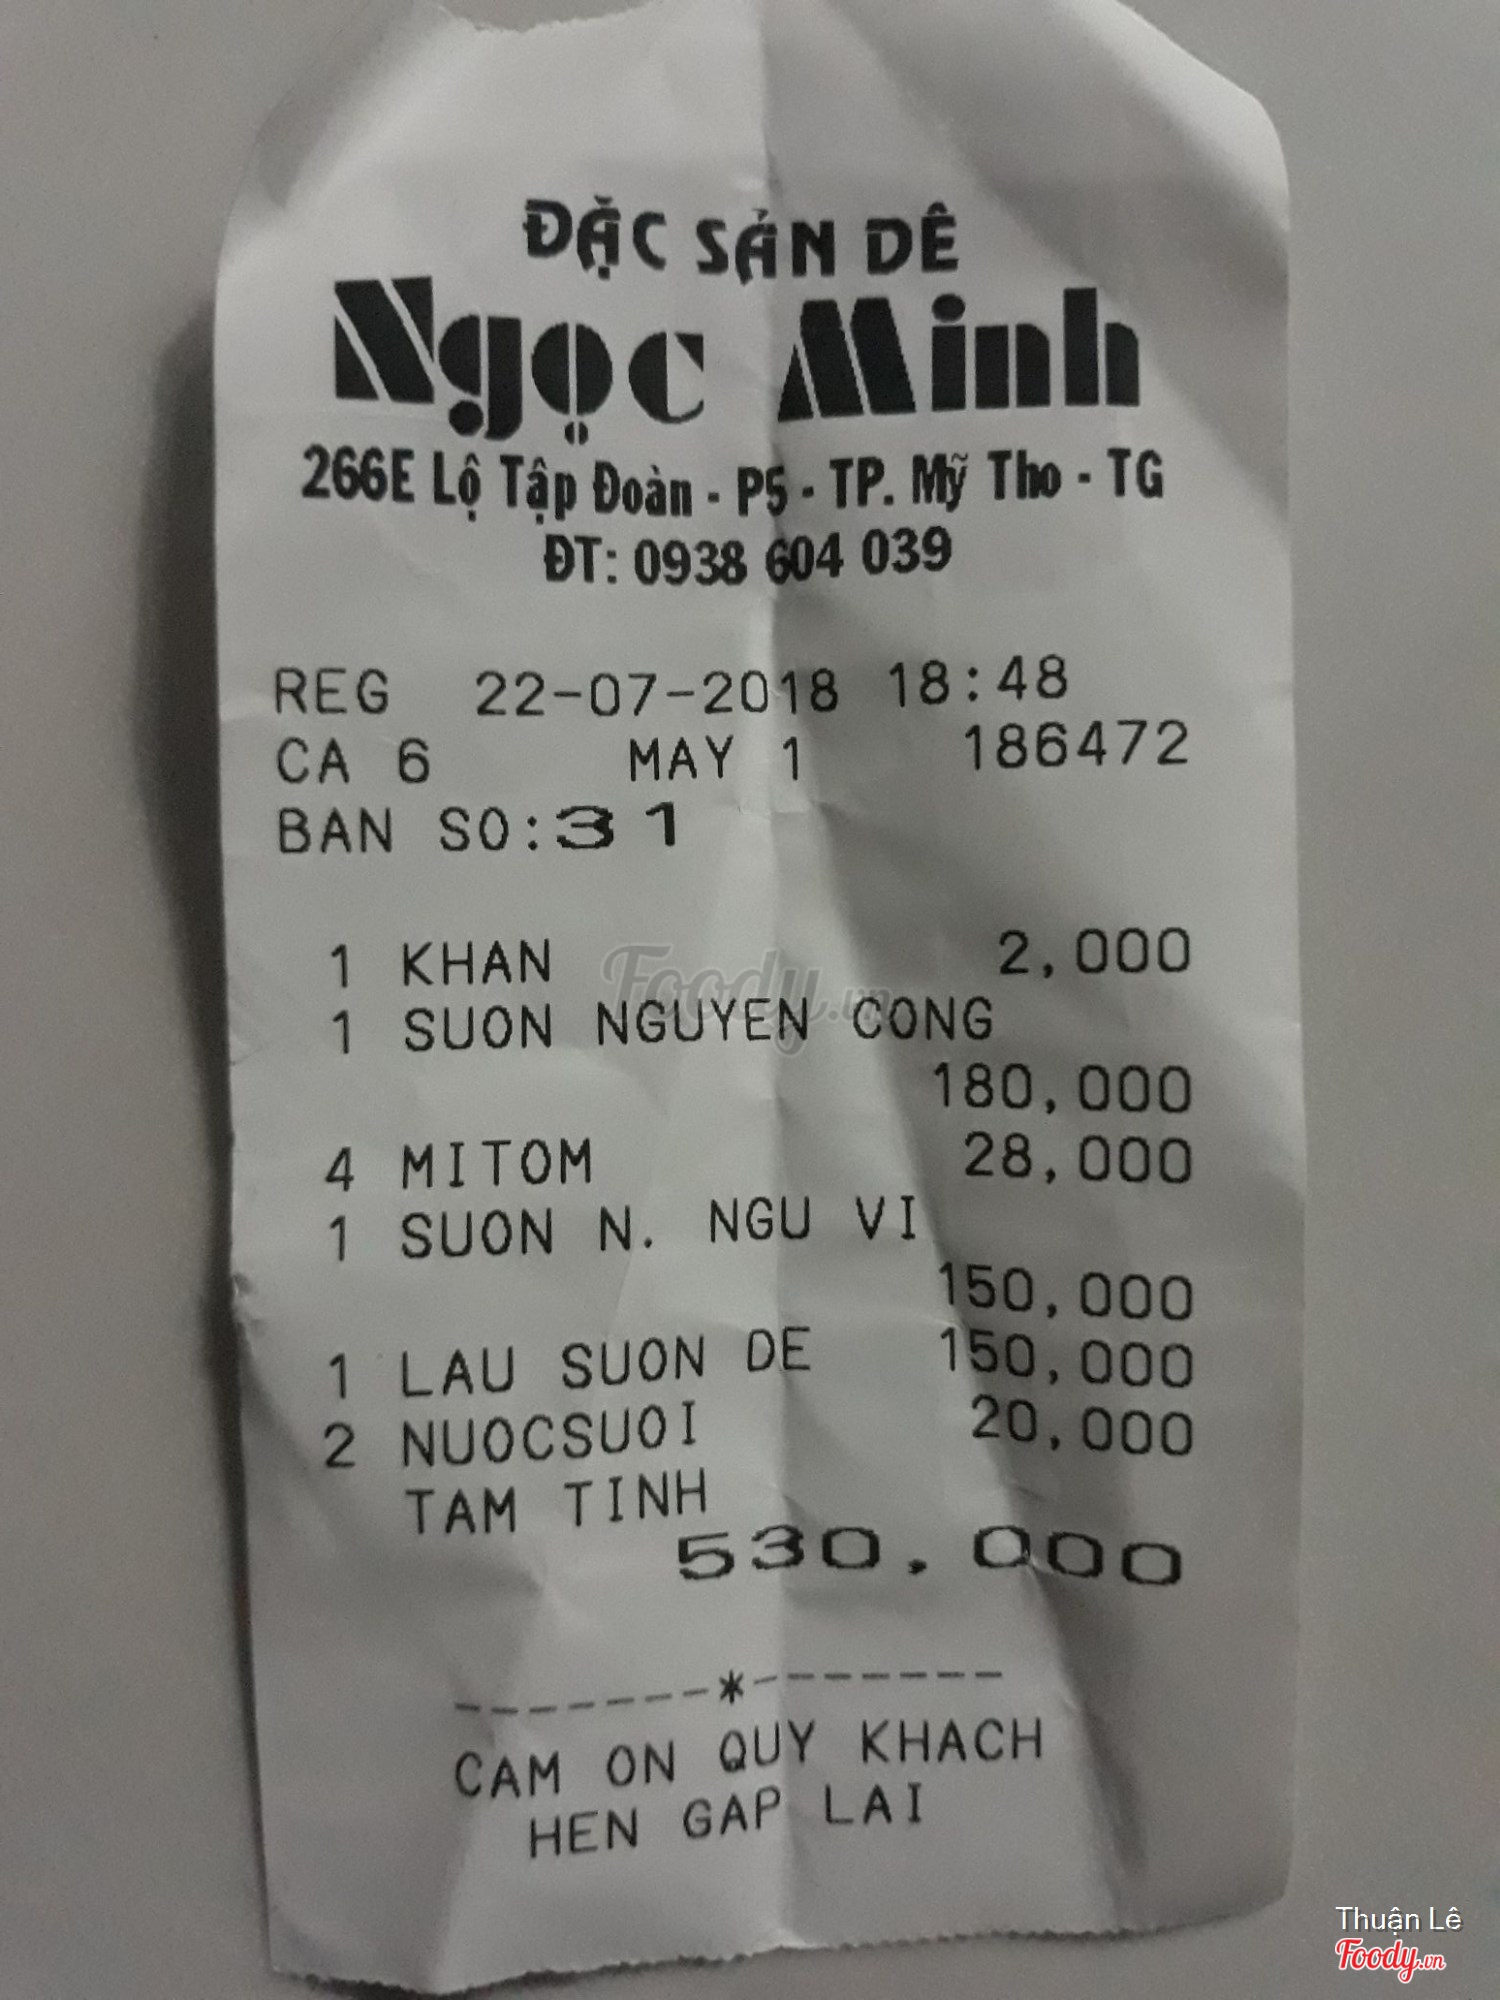 ĐẶC SẢN DÊ
Ngọc Minh
266E Lộ Tập Đoàn - P5 - TP. Mỹ Tho - TG
ĐT: 0938 604 039
REG 22-07-2018 18:48
CA 6 MAY 1 186472
BAN SO:31
1 KHAN 2,000
1 SUON NGUYEN CONG
180,000
4 MITOM 28,000
1 SUON N. NGU VI
150,000
1 LAU SUON DE 150,000
2 NUOCSUOI 20,000
TAM TINH
530.000
-------*-------
CAM ON QUY KHACH
HEN GAP LAI
Foody.vn
Thuận Lê
Foody.vn